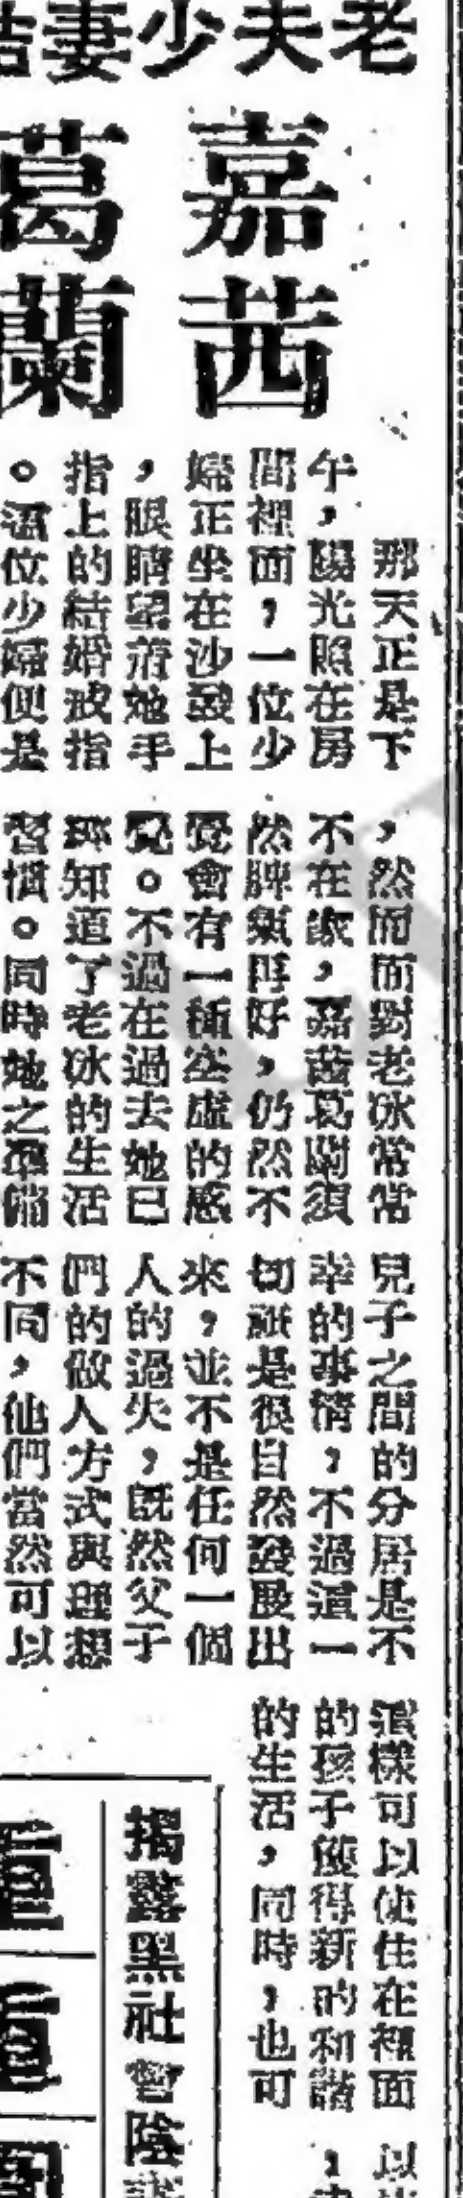 老夫少妻
嘉茜
葛蘭
那天正是下
午，陽光照在房
間裡面，一位少
婦正坐在沙發上
，眼睛望着她手
指上的結婚戒指
。這位少婦便是
，然而面對老冰常常
不在家，嘉茜葛蘭須
然脾氣再好，仍然不
覺會有一種空虛的感
覺。不過在過去她已
經知道了老冰的生活
習慣。同時她之準備
兒子之間的分居是不
幸的事情，不過這一
切祇是很自然發展出
來，並不是任何一個
人的過失，既然父子
們的做人方式與理想
不同，他們當然可以
這樣可以使住在裡面
的孩子獲得新的和諧
的生活，同時，也可
以
揭露黑社會陰謀
重
重